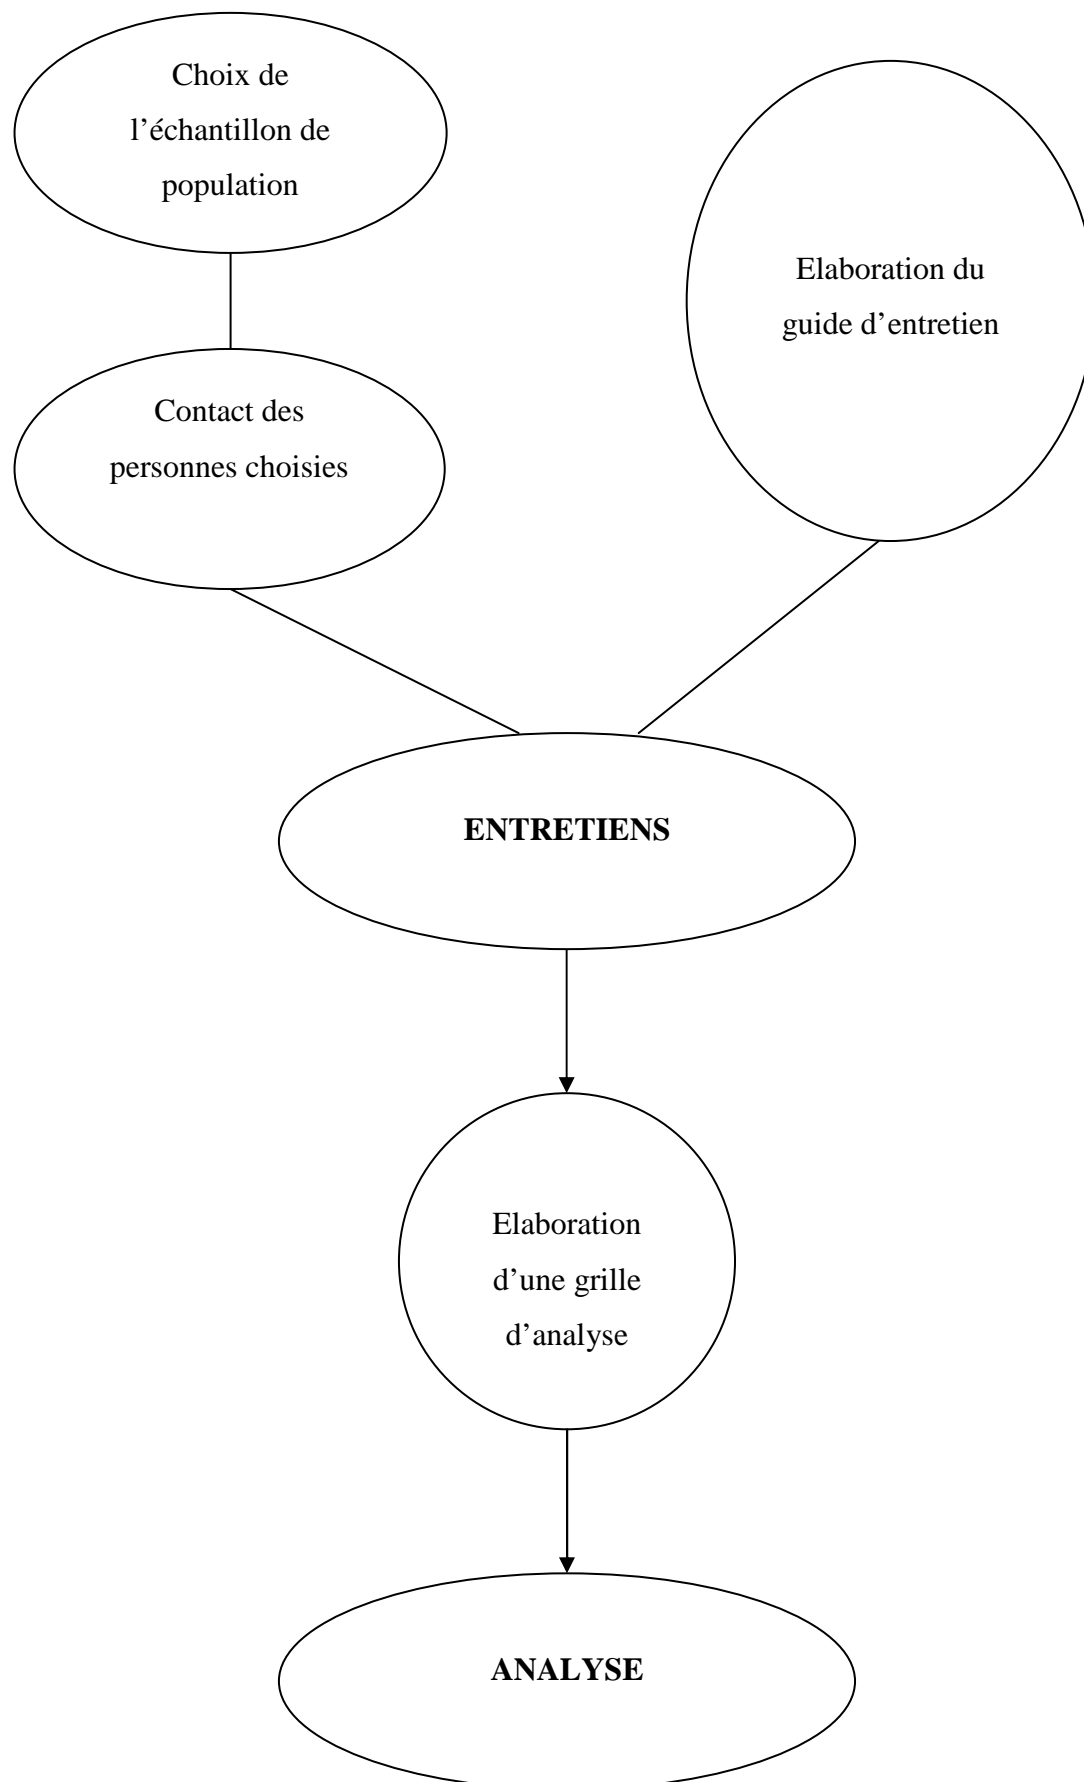 Choix de
l’échantillon de
population
Elaboration du
guide d’entretien
Contact des
personnes choisies
ENTRETIENS
Elaboration
d’une grille
d’analyse
ANALYSE